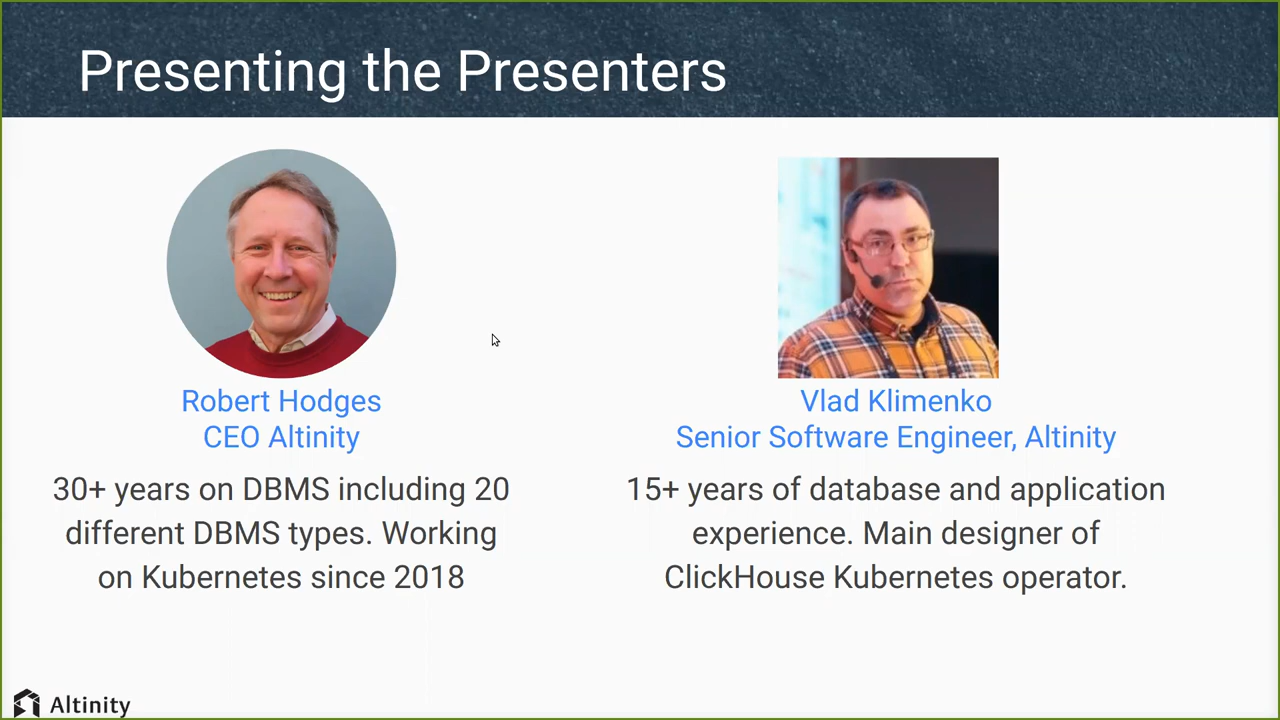 Presenting the Presenters
Robert Hodges
CEO Altinity
30+ years on DBMS including 20
different DBMS types. Working
on Kubernetes since 2018
Vlad Klimenko
Senior Software Engineer, Altinity
15+ years of database and application
experience. Main designer of
ClickHouse Kubernetes operator.
Altinity